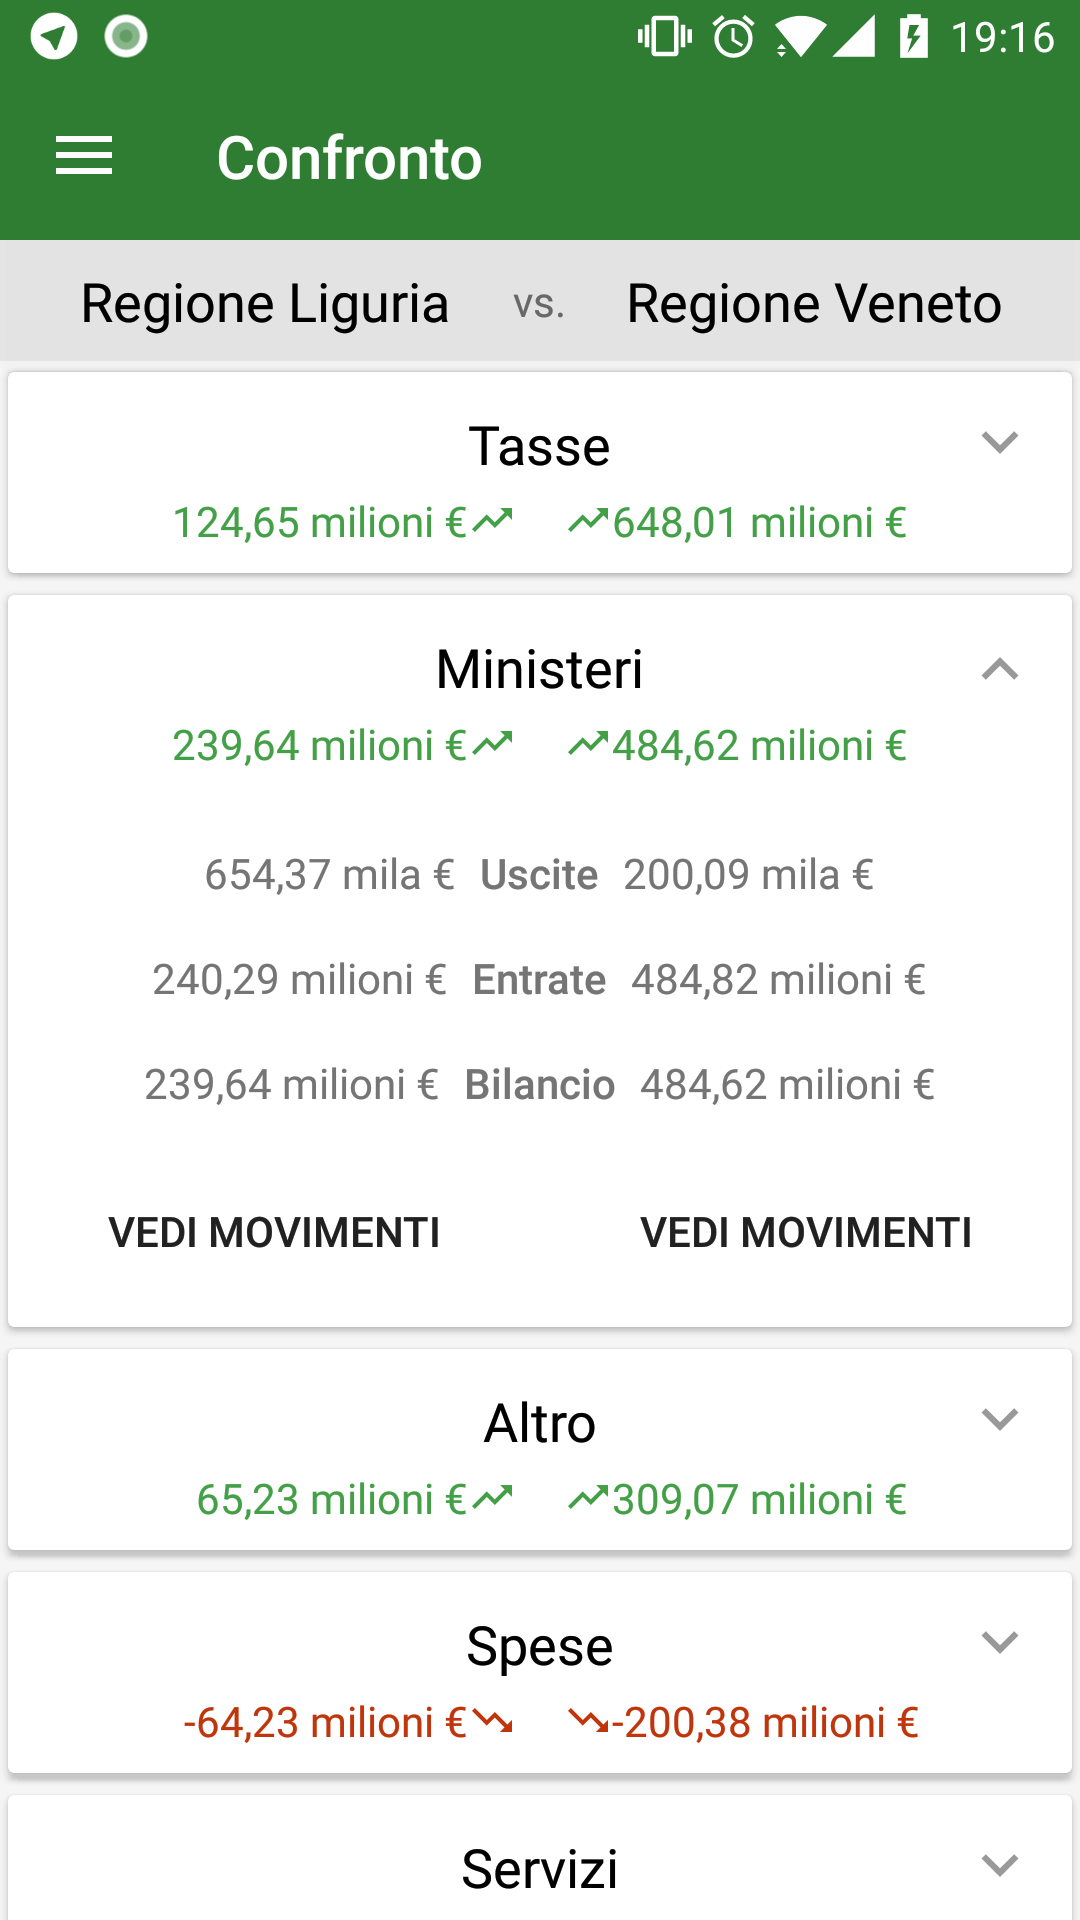 19:16
Confronto
Regione Liguria vs. Regione Veneto
Tasse
124,65 milioni € 648,01 milioni €
Ministeri
239,64 milioni € 484,62 milioni €
654,37 mila € Uscite 200,09 mila €
240,29 milioni € Entrate 484,82 milioni €
239,64 milioni € Bilancio 484,62 milioni €
VEDI MOVIMENTI VEDI MOVIMENTI
Altro
65,23 milioni € 309,07 milioni €
Spese
-64,23 milioni € -200,38 milioni €
Servizi